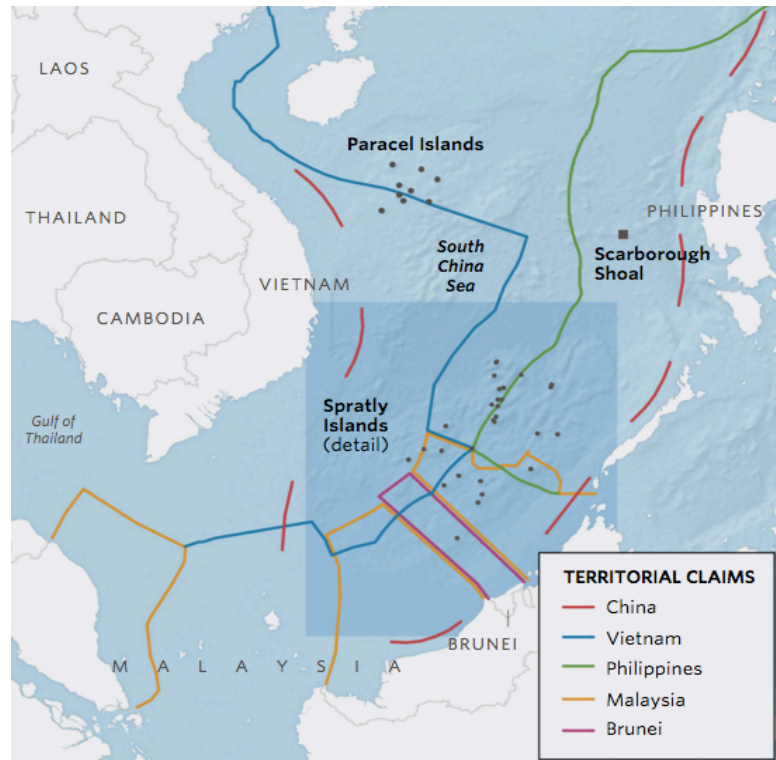 LAOS
Paracel Islands
THAILAND
PHILIPPINES
South
China
Sea
Scarborough
Shoal
VIETNAM
CAMBODIA
Spratly
Islands
(detail)
Gulf of
Thailand
TERRITORIAL CLAIMS
China
Vietnam
Philippines
Malaysia
Brunei
BRUNEI
MALAYSIA